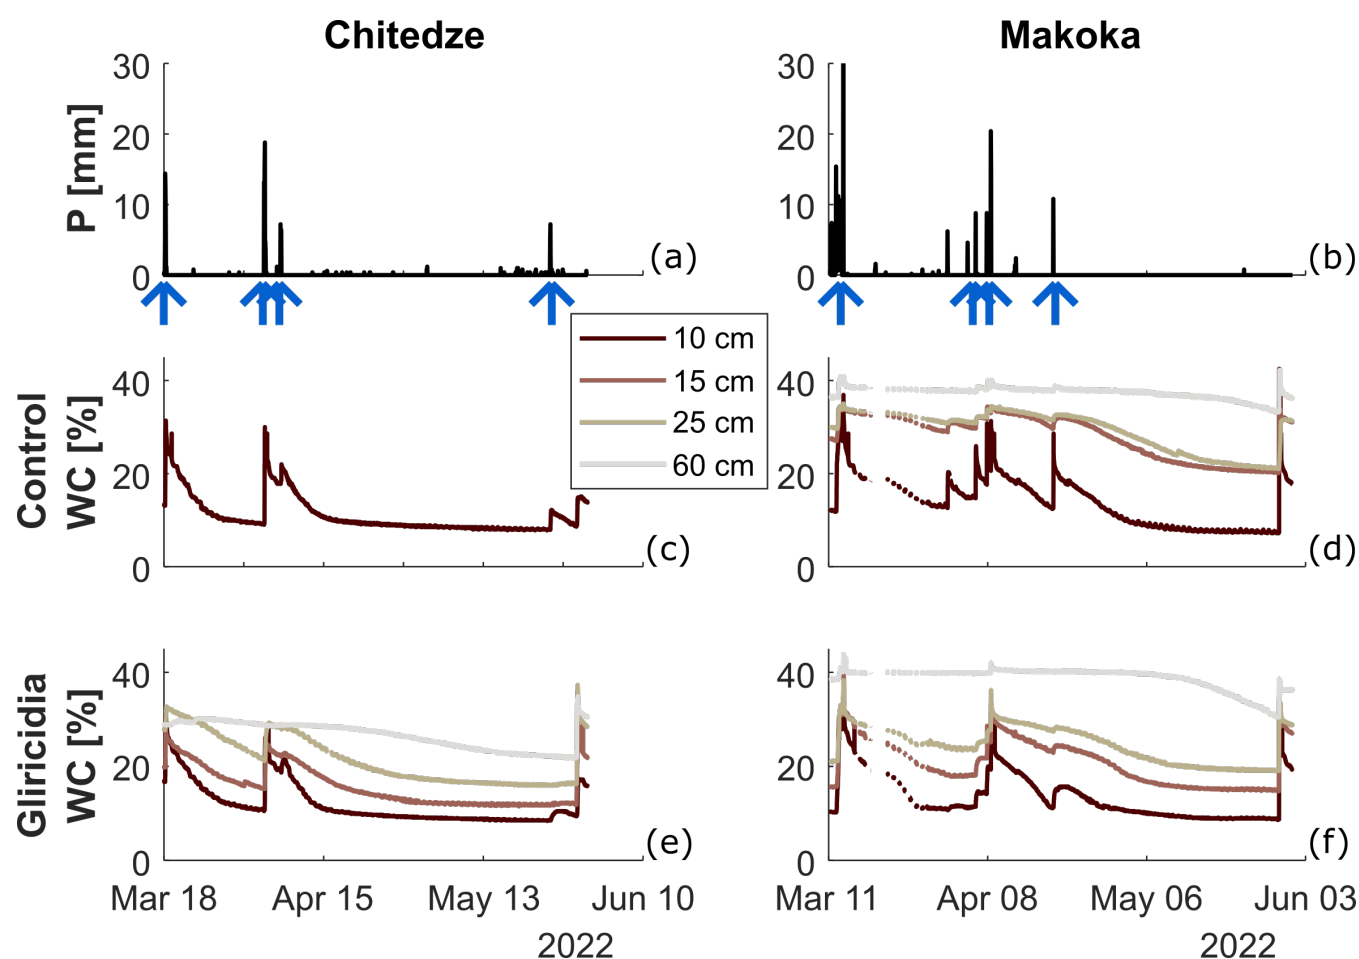 Chitedze
Makoka
P [mm]
30
20
10
0
(a)
30
20
10
0
(b)
10 cm
15 cm
25 cm
60 cm
Control
WC [%]
40
20
0
(c)
40
20
0
(d)
Gliricidia
WC [%]
40
20
0
(e)
40
20
0
(f)
Mar 18 Apr 15 May 13 Jun 10
2022
Mar 11 Apr 08 May 06 Jun 03
2022